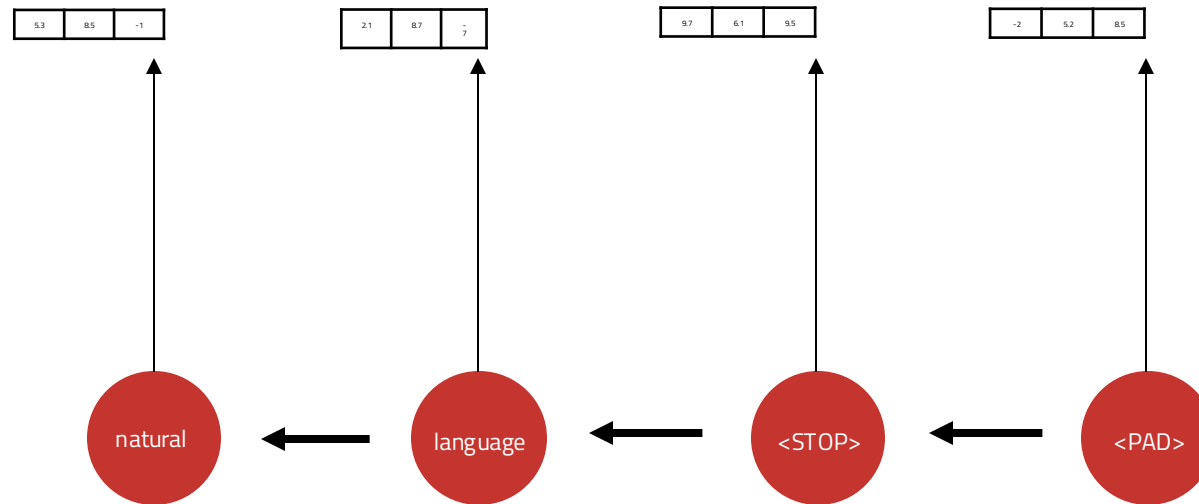 5.3 8.5 -1
2.1 8.7 -
7
9.7 6.1 9.5
-2 5.2 8.5
natural
language
<STOP>
<PAD>